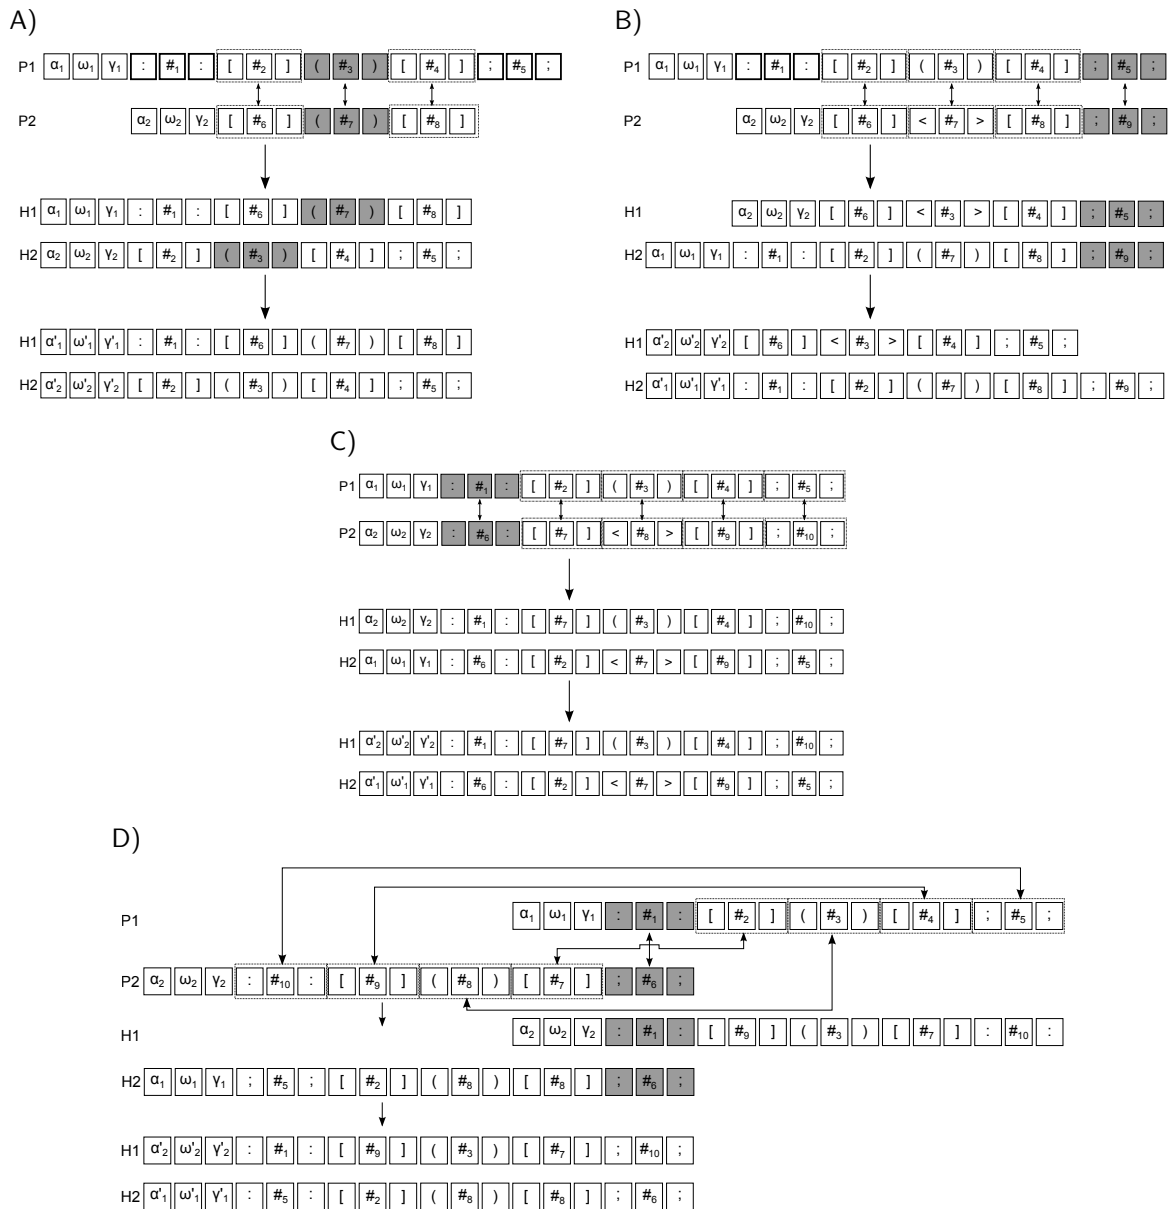 A)
P1 α₁ ω₁ γ₁ : #₁ : [ #₂ ] ( #₃ ) [ #₄ ] ; #₅ ;
P2 α₂ ω₂ γ₂ [ #₆ ] ( #₇ ) [ #₈ ]
H1 α₁ ω₁ γ₁ : #₁ : [ #₆ ] ( #₇ ) [ #₈ ]
H2 α₂ ω₂ γ₂ [ #₂ ] ( #₃ ) [ #₄ ] ; #₅ ;
H1 α'₁ ω'₁ γ'₁ : #₁ : [ #₆ ] ( #₇ ) [ #₈ ]
H2 α'₂ ω'₂ γ'₂ [ #₂ ] ( #₃ ) [ #₄ ] ; #₅ ;
B)
P1 α₁ ω₁ γ₁ : #₁ : [ #₂ ] ( #₃ ) [ #₄ ] ; #₅ ;
P2 α₂ ω₂ γ₂ [ #₆ ] < #₇ > [ #₈ ] ; #₉ ;
H1 α₂ ω₂ γ₂ [ #₆ ] < #₃ > [ #₄ ] ; #₅ ;
H2 α₁ ω₁ γ₁ : #₁ : [ #₂ ] ( #₇ ) [ #₈ ] ; #₉ ;
H1 α'₂ ω'₂ γ'₂ [ #₆ ] < #₃ > [ #₄ ] ; #₅ ;
H2 α'₁ ω'₁ γ'₁ : #₁ : [ #₂ ] ( #₇ ) [ #₈ ] ; #₉ ;
C)
P1 α₁ ω₁ γ₁ : #₁ : [ #₂ ] ( #₃ ) [ #₄ ] ; #₅ ;
P2 α₂ ω₂ γ₂ : #₆ : [ #₇ ] < #₈ > [ #₉ ] ; #₁₀ ;
H1 α₂ ω₂ γ₂ : #₁ : [ #₇ ] ( #₃ ) [ #₄ ] ; #₁₀ ;
H2 α₁ ω₁ γ₁ : #₆ : [ #₂ ] < #₇ > [ #₉ ] ; #₅ ;
H1 α'₂ ω'₂ γ'₂ : #₁ : [ #₇ ] ( #₃ ) [ #₄ ] ; #₁₀ ;
H2 α'₁ ω'₁ γ'₁ : #₆ : [ #₂ ] < #₇ > [ #₉ ] ; #₅ ;
D)
P1 α₁ ω₁ γ₁ : #₁ : [ #₂ ] ( #₃ ) [ #₄ ] ; #₅ ;
P2 α₂ ω₂ γ₂ : #₁₀ : [ #₉ ] ( #₈ ) [ #₇ ] ; #₆ ;
H1 α₂ ω₂ γ₂ : #₁ : [ #₉ ] ( #₃ ) [ #₇ ] : #₁₀ :
H2 α₁ ω₁ γ₁ ; #₅ ; [ #₂ ] ( #₈ ) [ #₈ ] ; #₆ ;
H1 α'₂ ω'₂ γ'₂ : #₁ : [ #₉ ] ( #₃ ) [ #₇ ] ; #₁₀ ;
H2 α'₁ ω'₁ γ'₁ : #₅ : [ #₂ ] ( #₈ ) [ #₈ ] ; #₆ ;